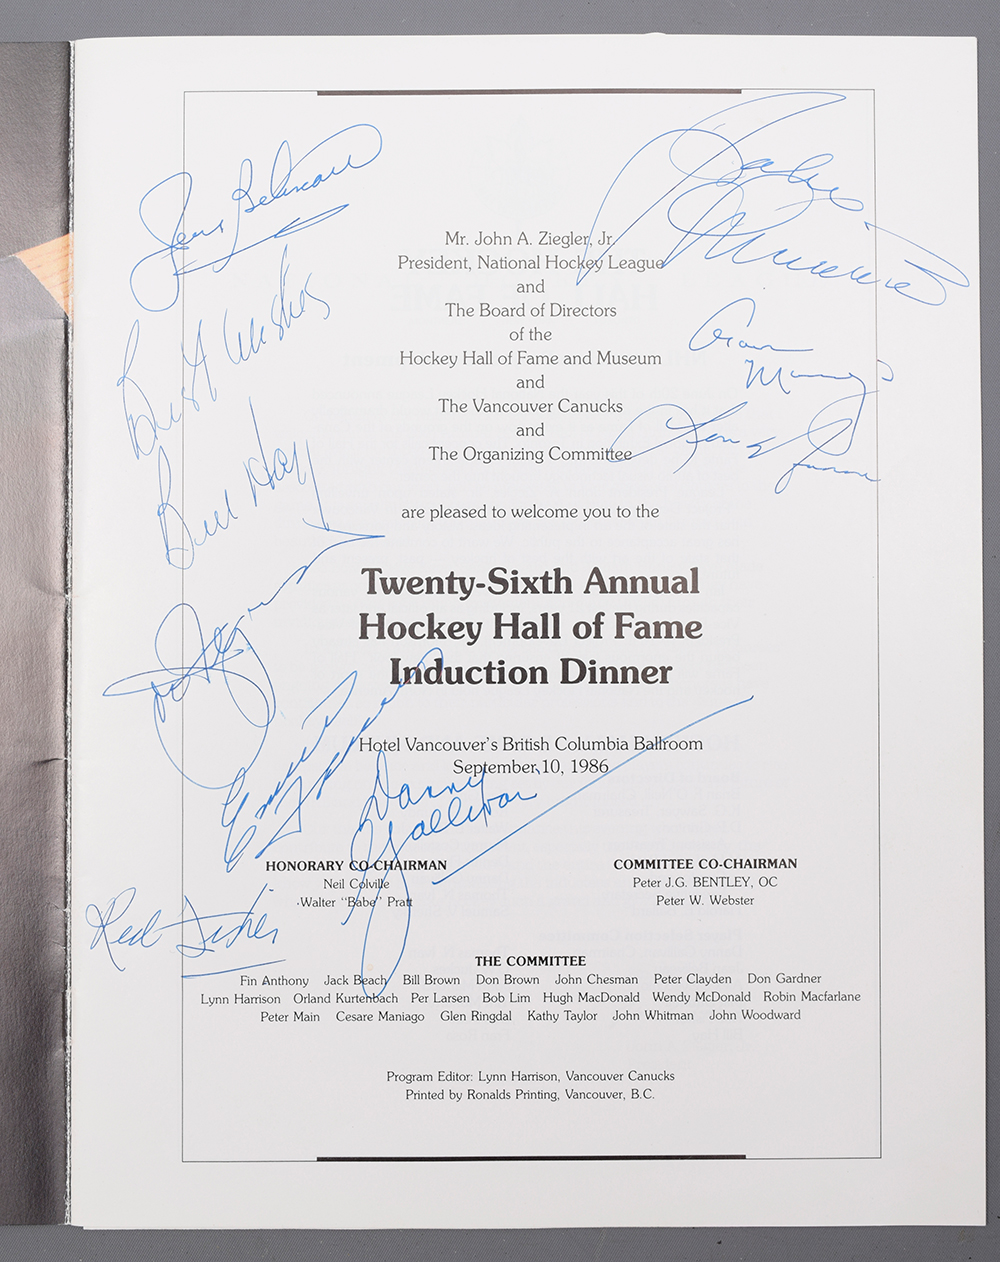 Jean Beliveau
Best Wishes
Bill Hay
Danny
Gallivan
Red Fisher
Mr. John A. Ziegler, Jr.
President, National Hockey League
and
The Board of Directors
of the
Hockey Hall of Fame and Museum
and
The Vancouver Canucks
and
The Organizing Committee
are pleased to welcome you to the
Twenty-Sixth Annual
Hockey Hall of Fame
Induction Dinner
Hotel Vancouver's British Columbia Ballroom
September 10, 1986
HONORARY CO-CHAIRMAN
Neil Colville
Walter "Babe" Pratt
COMMITTEE CO-CHAIRMAN
Peter J.G. BENTLEY, OC
Peter W. Webster
THE COMMITTEE
Fin Anthony Jack Beach Bill Brown Don Brown John Chesman Peter Clayden Don Gardner
Lynn Harrison Orland Kurtenbach Per Larsen Bob Lim Hugh MacDonald Wendy McDonald Robin Macfarlane
Peter Main Cesare Maniago Glen Ringdal Kathy Taylor John Whitman John Woodward
Program Editor: Lynn Harrison, Vancouver Canucks
Printed by Ronalds Printing, Vancouver, B.C.